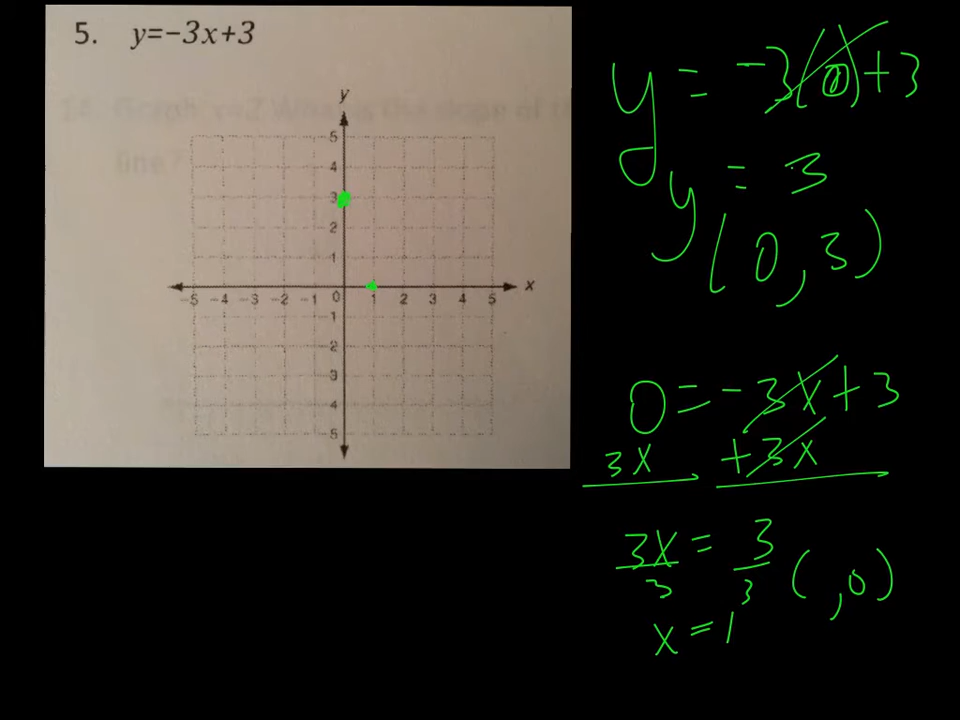 5. y=−3x+3
y = -3(0)+3
y = 3
(0,3)
0 = -3x+3
3x +3x
3x = 3
3 3
( ,0)
x = 1
y
5
4
3
2
1
-5 -4 -3 -2 -1 0 1 2 3 4 5 x
1
2
3
4
5